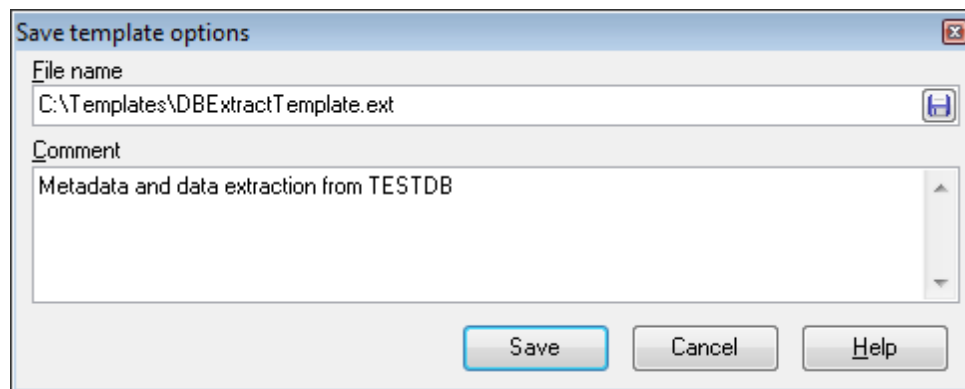 Save template options
File name
C:\Templates\DBExtractTemplate.ext
Comment
Metadata and data extraction from TESTDB
Save Cancel Help